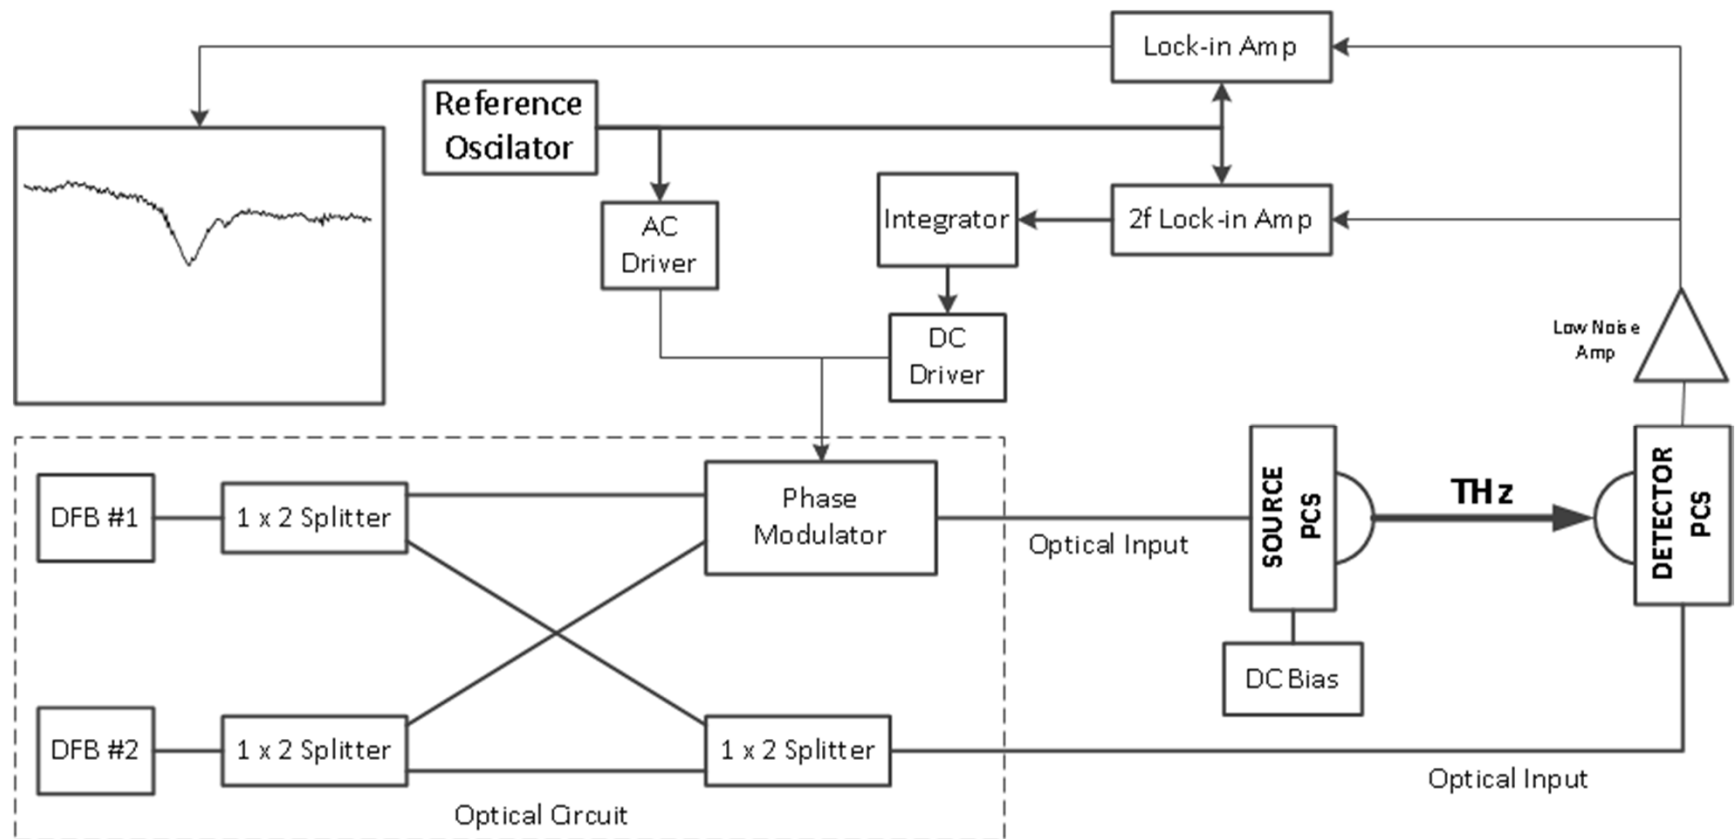 Lock-in Amp
Reference
Oscilator
Integrator
2f Lock-in Amp
AC
Driver
DC
Driver
Low Noise
Amp
DFB #1
1 x 2 Splitter
Phase
Modulator
Optical Input
SOURCE
PCS
THz
DETECTOR
PCS
DC Bias
DFB #2
1 x 2 Splitter
1 x 2 Splitter
Optical Input
Optical Circuit